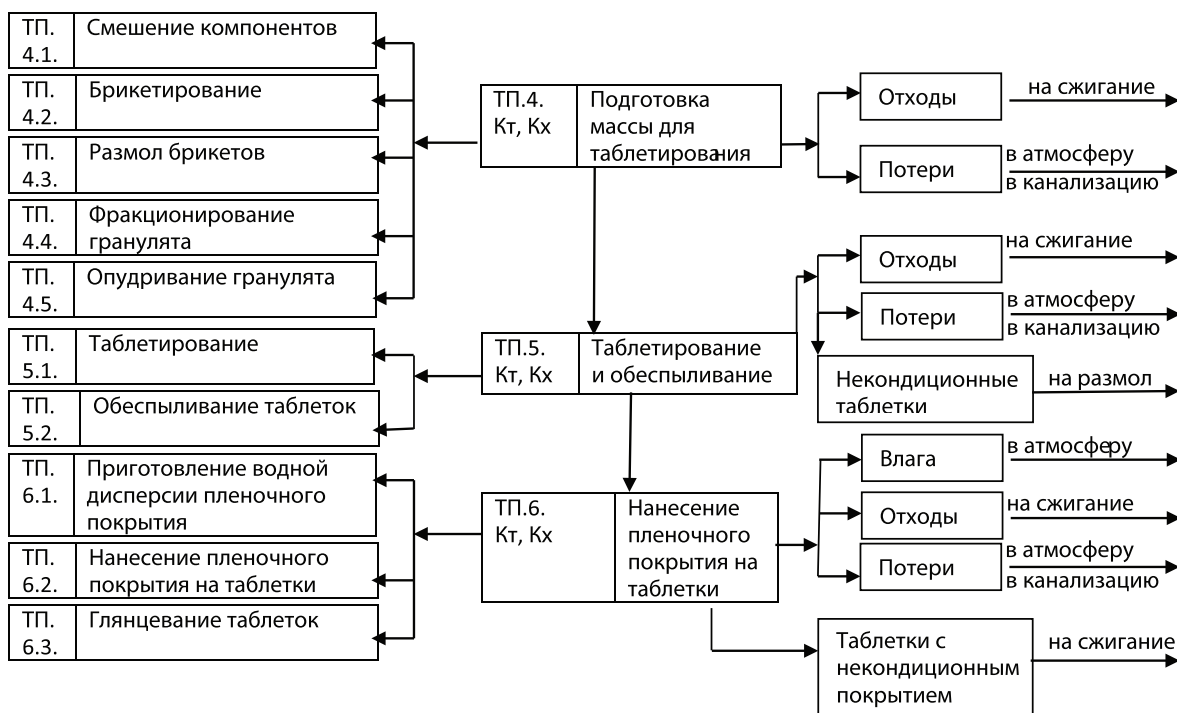 ТП. Смешение компонентов
4.1.
ТП. Брикетирование
4.2.
ТП. Размол брикетов
4.3.
ТП. Фракционирование
4.4. гранулята
ТП. Опудривание гранулята
4.5.
ТП. Таблетирование
5.1.
ТП. Обеспыливание таблеток
5.2.
ТП. Приготовление водной
6.1. дисперсии пленочного
покрытия
ТП. Нанесение пленочного
6.2. покрытия на таблетки
ТП. Глянцевание таблеток
6.3.
ТП.4. Подготовка
Кт, Кх массы для
таблетирования
ТП.5. Таблетирование
Кт, Кх и обеспыливание
ТП.6. Нанесение
Кт, Кх пленочного
покрытия на
таблетки
Отходы
на сжигание
Потери
в атмосферу
в канализацию
Отходы
на сжигание
Потери
в атмосферу
в канализацию
Некондиционные
таблетки
на размол
Влага
в атмосферу
Отходы
на сжигание
Потери
в атмосферу
в канализацию
Таблетки с
некондиционным
покрытием
на сжигание